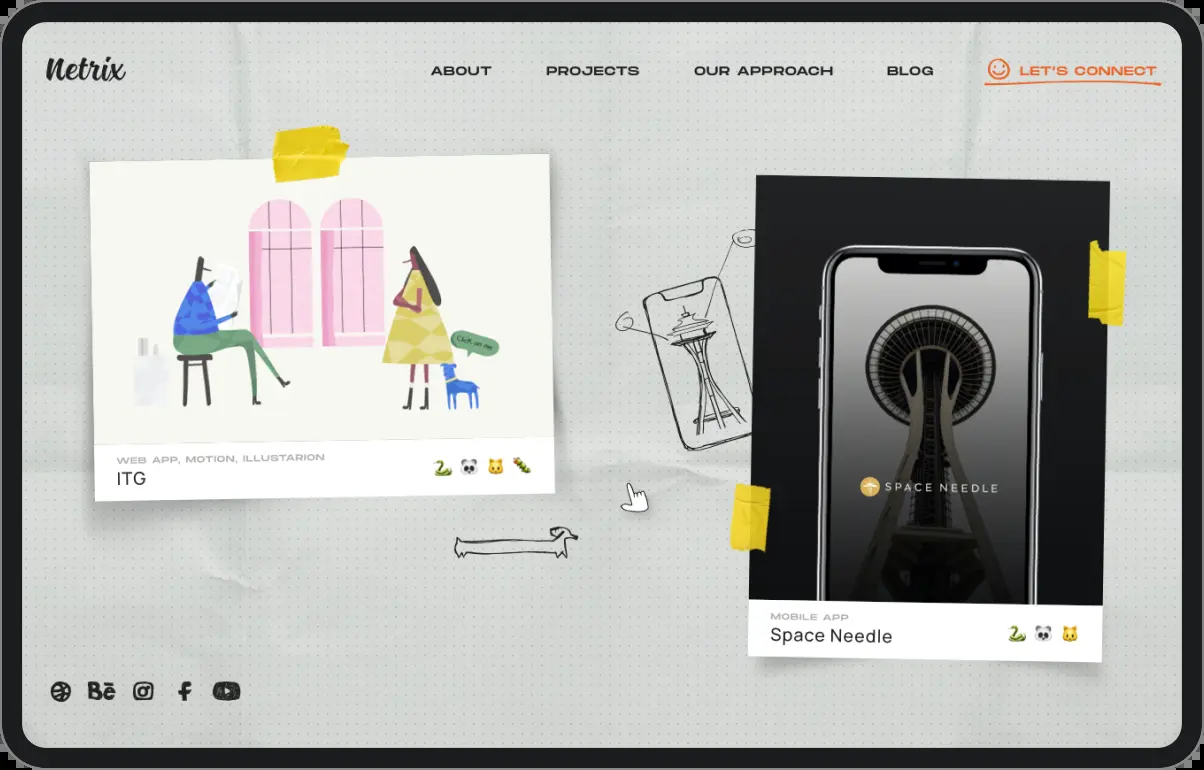 Netrix
ABOUT
PROJECTS
OUR APPROACH
BLOG
LET'S CONNECT
Click on me
WEB APP, MOTION, ILLUSTARION
ITG
SPACE NEEDLE
MOBILE APP
Space Needle
Bē